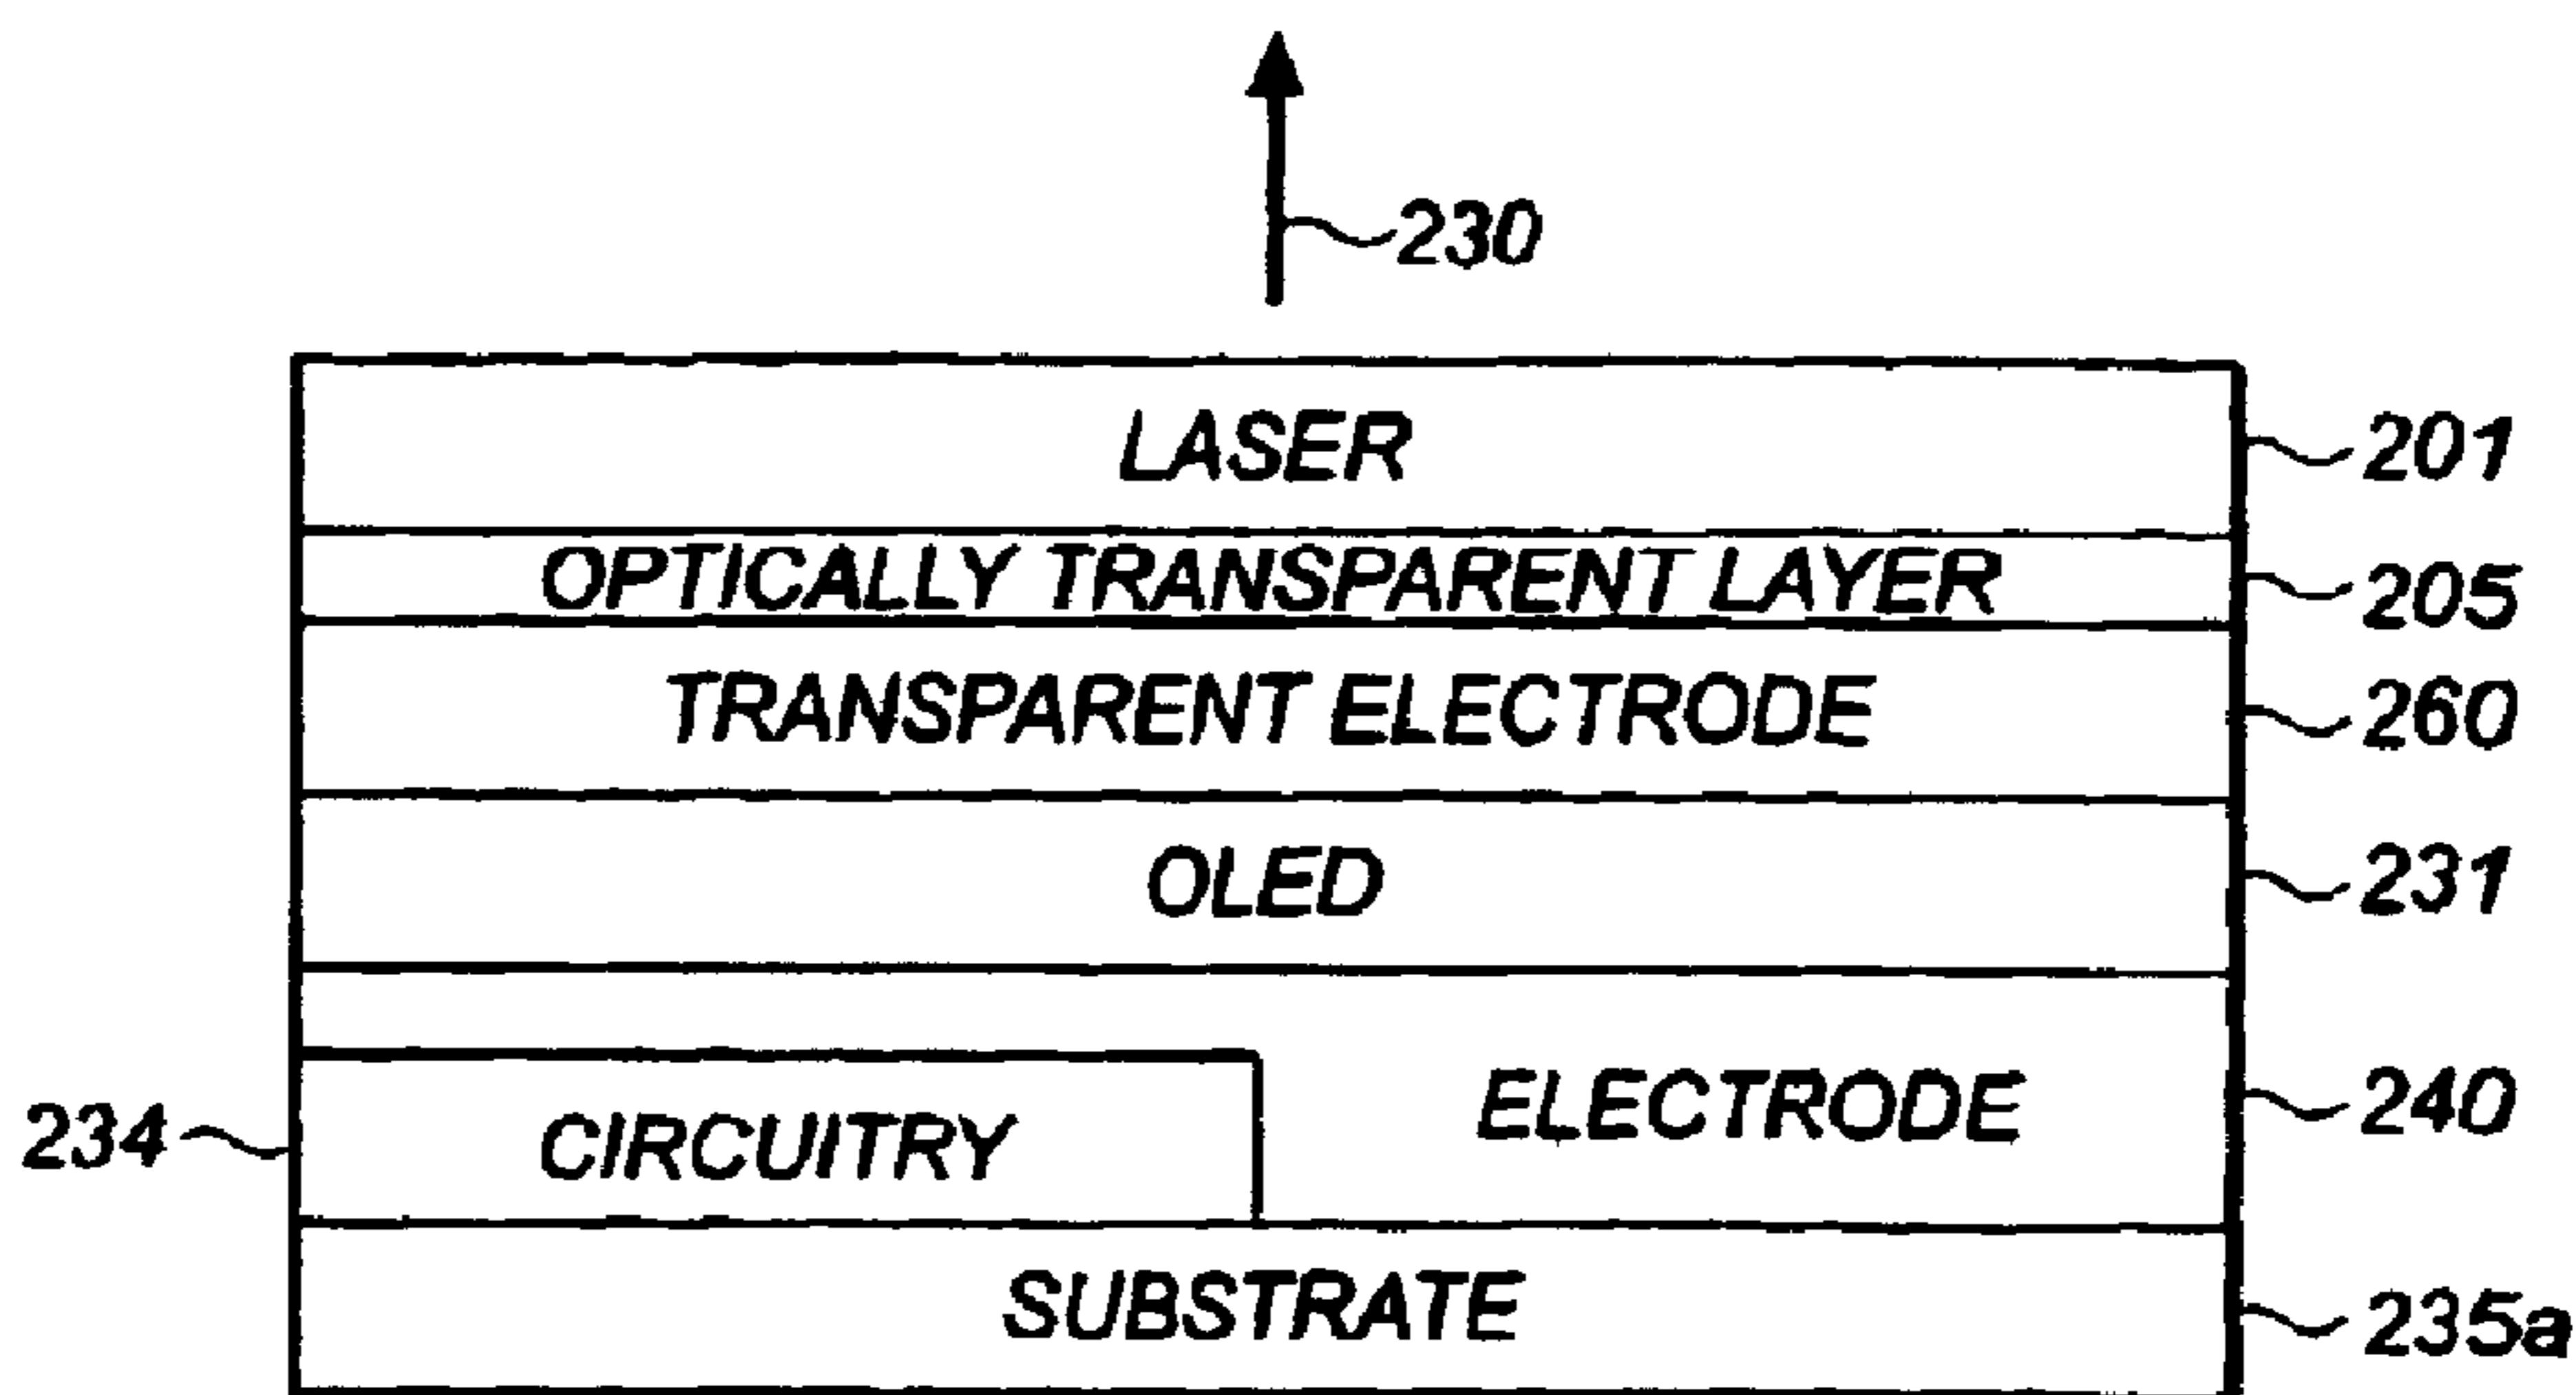 230
LASER
201
OPTICALLY TRANSPARENT LAYER
205
TRANSPARENT ELECTRODE
260
OLED
231
ELECTRODE
240
234
CIRCUITRY
SUBSTRATE
235a